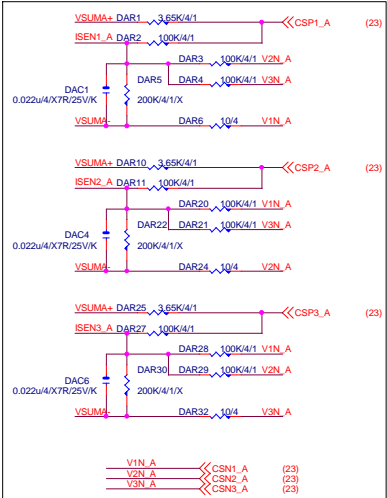 VSUMA+ DAR1 3.65K/4/1 CSP1_A (23)
ISEN1_A DAR2 100K/4/1
DAR3 100K/4/1 V2N_A
DAC1 DAR5 DAR4 100K/4/1 V3N_A
0.022u/4/X7R/25V/K 200K/4/1/X
VSUMA- DAR6 10/4 V1N_A
VSUMA+ DAR10 3.65K/4/1 CSP2_A (23)
ISEN2_A DAR11 100K/4/1
DAR20 100K/4/1 V1N_A
DAC4 DAR22 DAR21 100K/4/1 V3N_A
0.022u/4/X7R/25V/K 200K/4/1/X
VSUMA- DAR24 10/4 V2N_A
VSUMA+ DAR25 3.65K/4/1 CSP3_A (23)
ISEN3_A DAR27 100K/4/1
DAR28 100K/4/1 V1N_A
DAC6 DAR30 DAR29 100K/4/1 V2N_A
0.022u/4/X7R/25V/K 200K/4/1/X
VSUMA- DAR32 10/4 V3N_A
V1N_A CSN1_A (23)
V2N_A CSN2_A (23)
V3N_A CSN3_A (23)